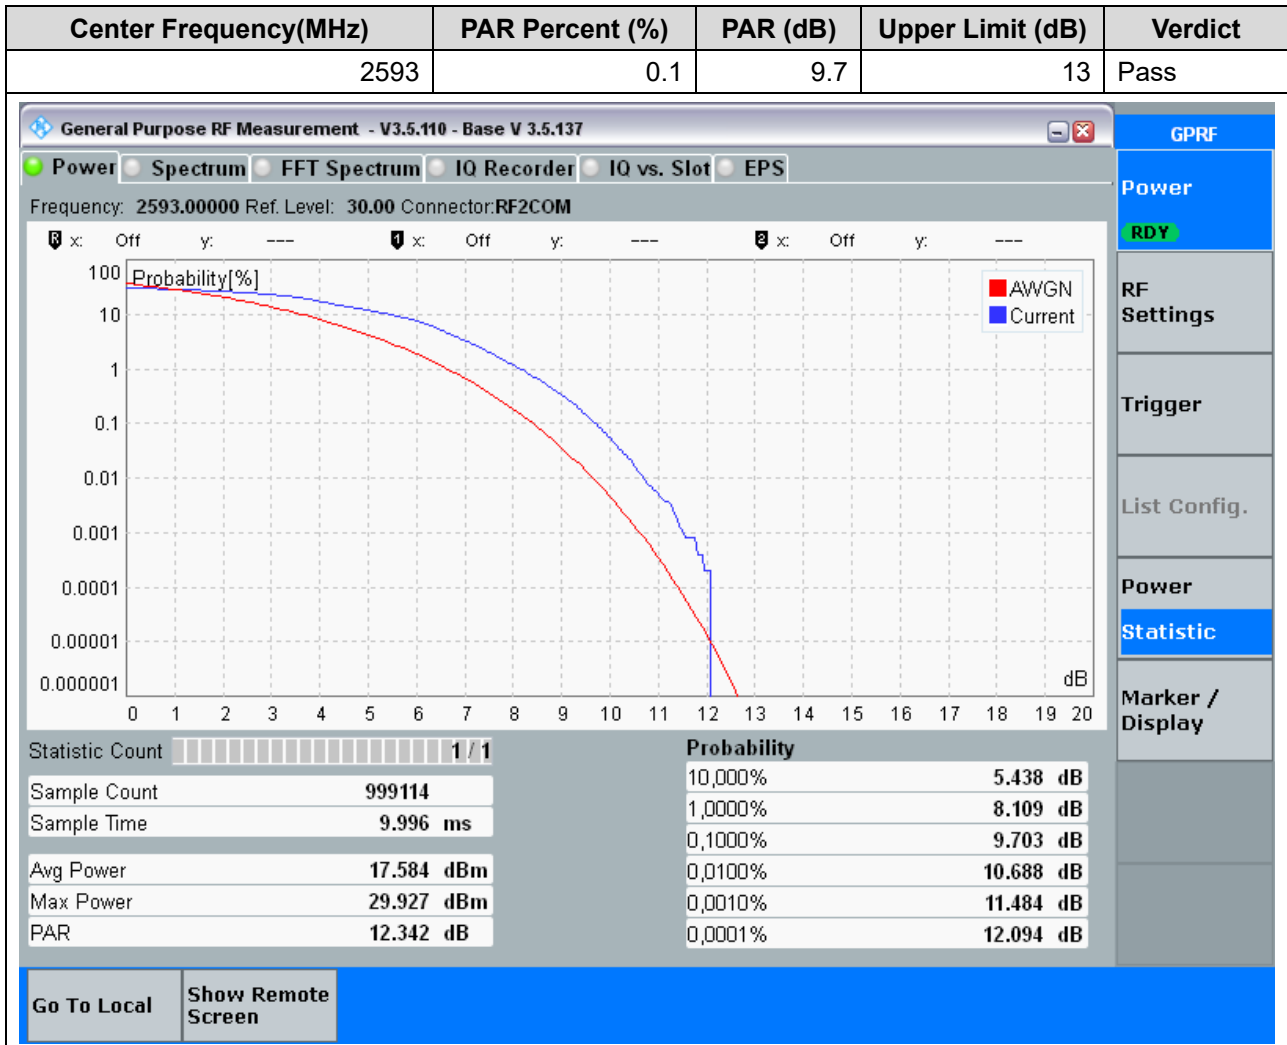 Center Frequency(MHz) PAR Percent (%) PAR (dB) Upper Limit (dB) Verdict
2593 0.1 9.7 13 Pass
General Purpose RF Measurement - V3.5.110 - Base V 3.5.137
GPRF
Power Spectrum FFT Spectrum IQ Recorder IQ vs. Slot EPS
Power
RDY
Frequency: 2593.00000 Ref. Level: 30.00 Connector:RF2COM
R x: Off y: --- 1 x: Off y: --- 2 x: Off y: ---
Probability[%]
AWGN
Current
100
10
1
0.1
0.01
0.001
0.0001
0.00001
0.000001
dB
0 1 2 3 4 5 6 7 8 9 10 11 12 13 14 15 16 17 18 19 20
RF
Settings
Trigger
List Config.
Power
Statistic
Marker /
Display
Statistic Count 1 / 1
Sample Count 999114
Sample Time 9.996 ms
Avg Power 17.584 dBm
Max Power 29.927 dBm
PAR 12.342 dB
Probability
10,000% 5.438 dB
1,0000% 8.109 dB
0,1000% 9.703 dB
0,0100% 10.688 dB
0,0010% 11.484 dB
0,0001% 12.094 dB
Go To Local
Show Remote
Screen